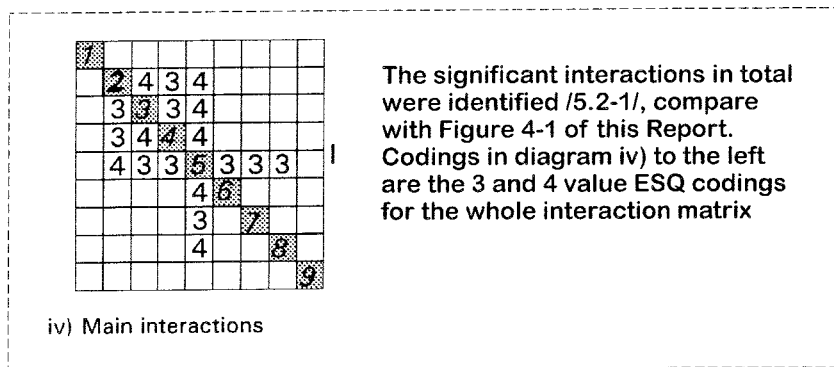 1
2 4 3 4
3 3 3 4
3 4 4 4
4 3 3 5 3 3 3
4 6
3 7
4 8
9
The significant interactions in total
were identified /5.2-1/, compare
with Figure 4-1 of this Report.
Codings in diagram iv) to the left
are the 3 and 4 value ESQ codings
for the whole interaction matrix
iv) Main interactions